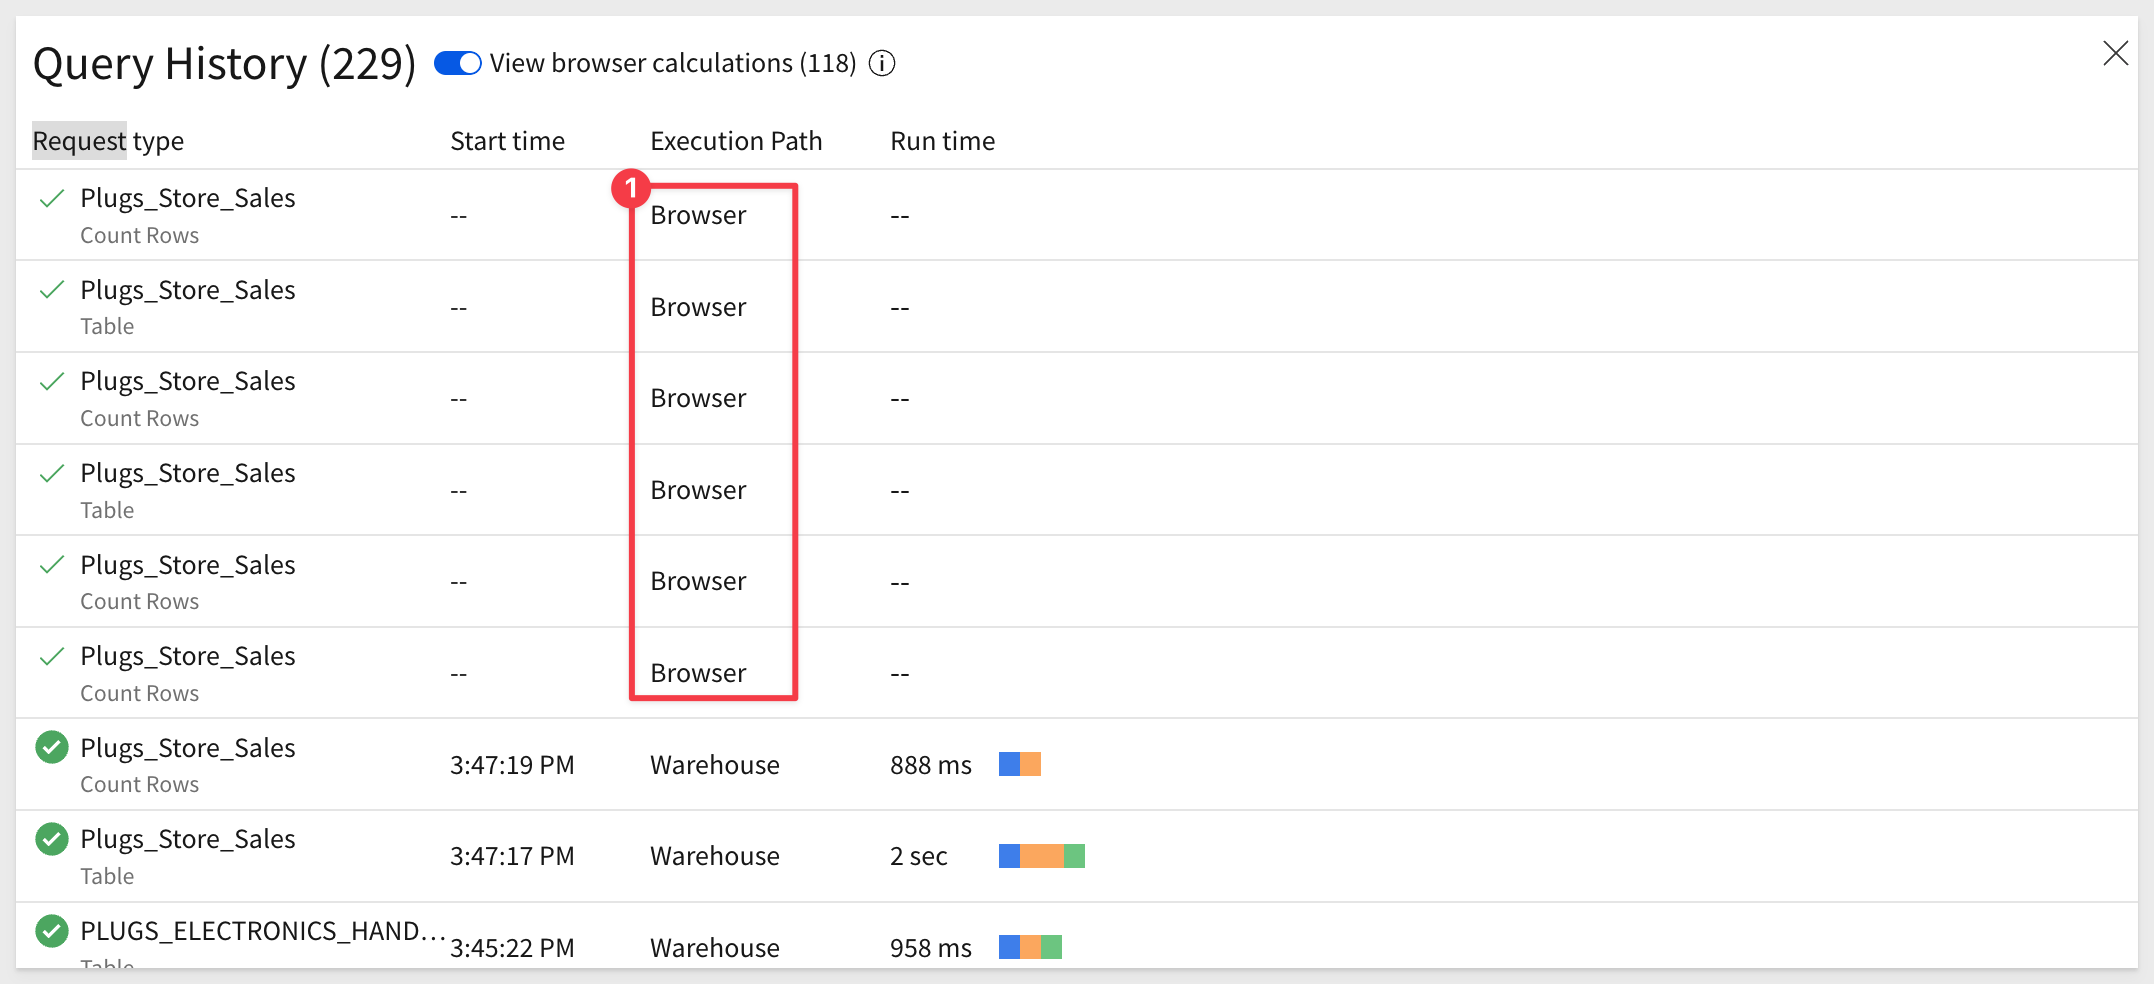 Query History (229) View browser calculations (118) i
Request type Start time Execution Path Run time
1
Plugs_Store_Sales
Count Rows
-- Browser --
Plugs_Store_Sales
Table
-- Browser --
Plugs_Store_Sales
Count Rows
-- Browser --
Plugs_Store_Sales
Table
-- Browser --
Plugs_Store_Sales
Count Rows
-- Browser --
Plugs_Store_Sales
Count Rows
-- Browser --
Plugs_Store_Sales
Count Rows
3:47:19 PM Warehouse 888 ms
Plugs_Store_Sales
Table
3:47:17 PM Warehouse 2 sec
PLUGS_ELECTRONICS_HAND...
Table
3:45:22 PM Warehouse 958 ms